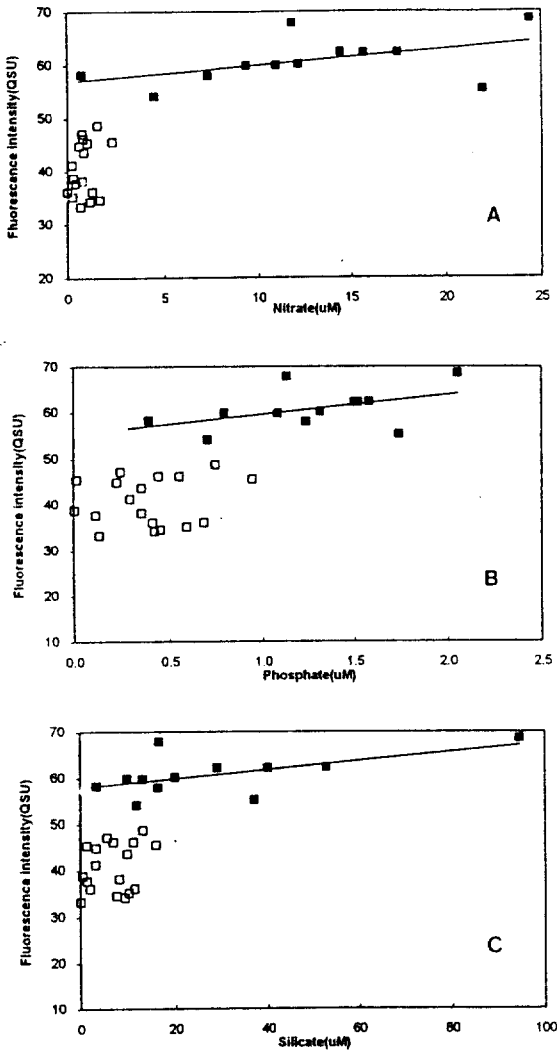 70
60
50
40
30
20
Fluorescence intensity(QSU)
A
0 5 10 15 20 25
Nitrate(uM)
70
60
50
40
30
20
10
Fluorescence intensity(QSU)
B
0.0 0.5 1.0 1.5 2.0 2.5
Phosphate(uM)
70
60
50
40
30
20
10
Fluorescence intensity(QSU)
C
0 20 40 60 80 100
Silicate(uM)